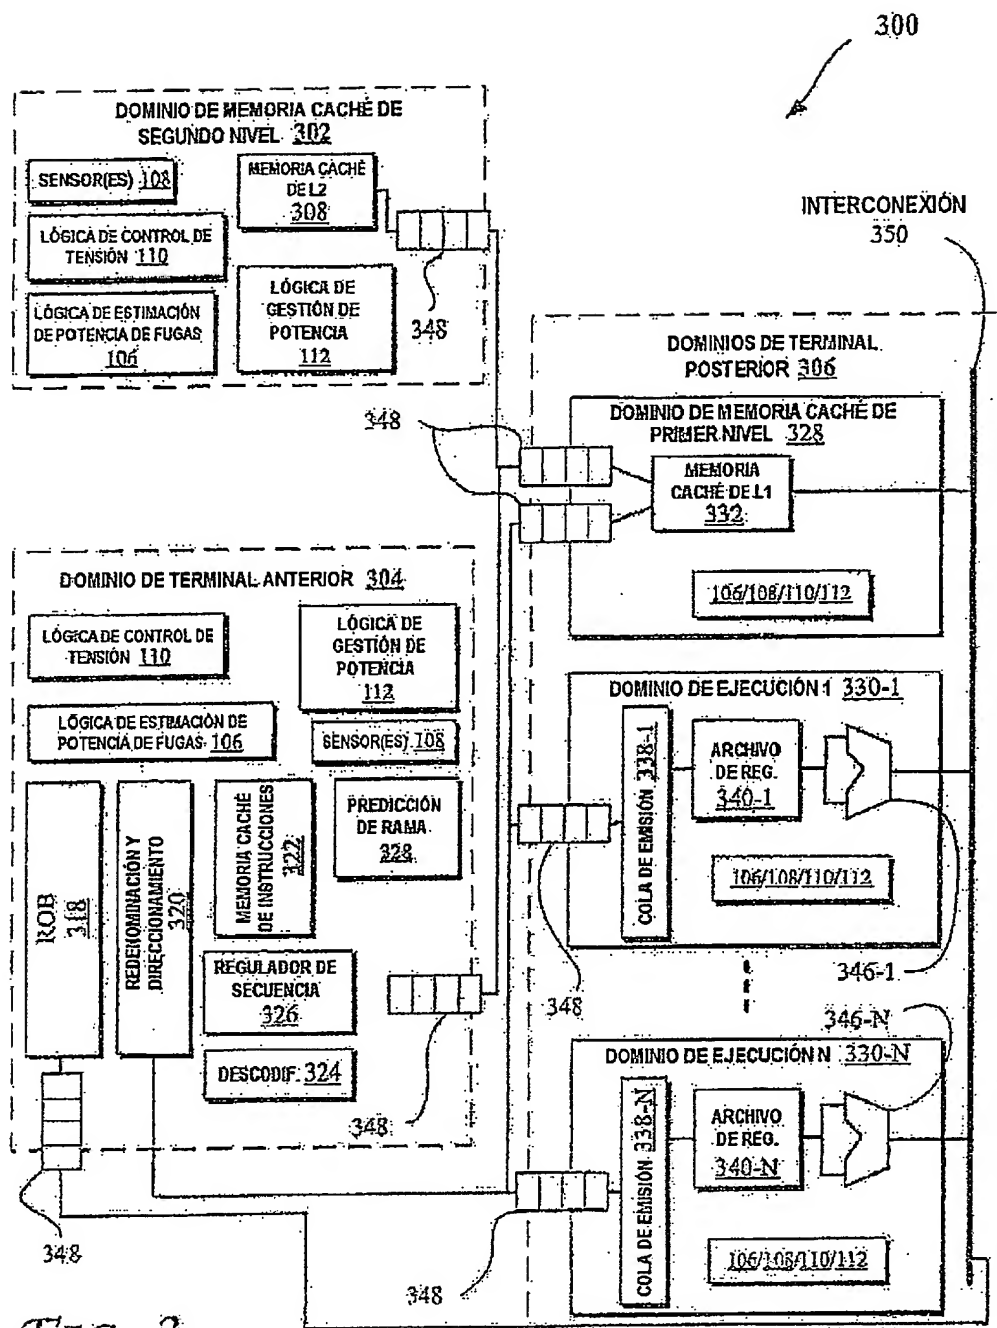 300
DOMINIO DE MEMORIA CACHÉ DE
SEGUNDO NIVEL 302
SENSOR(ES) 108
MEMORIA CACHÉ
DE L2
308
LÓGICA DE CONTROL DE
TENSIÓN 110
LÓGICA DE ESTIMACIÓN
DE POTENCIA DE FUGAS
106
LÓGICA DE
GESTIÓN DE
POTENCIA
112
348
INTERCONEXIÓN
350
DOMINIOS DE TERMINAL
POSTERIOR 306
348
DOMINIO DE MEMORIA CACHÉ DE
PRIMER NIVEL 328
MEMORIA
CACHÉ DE L1
332
106/108/110/112
DOMINIO DE TERMINAL ANTERIOR 304
LÓGICA DE CONTROL DE
TENSIÓN 110
LÓGICA DE
GESTIÓN DE
POTENCIA
112
LÓGICA DE ESTIMACIÓN DE
POTENCIA DE FUGAS 106
SENSOR(ES) 108
ROB
318
REDENOMINACIÓN Y
DIRECCIONAMIENTO
320
MEMORIA CACHÉ
DE INSTRUCCIONES
322
PREDICCIÓN
DE RAMA
328
REGULADOR DE
SECUENCIA
326
DESCODIF. 324
348
348
DOMINIO DE EJECUCIÓN 1 330-1
COLA DE EMISIÓN 338-1
ARCHIVO
DE REG.
340-1
106/108/110/112
348
346-1
346-N
DOMINIO DE EJECUCIÓN N 330-N
COLA DE EMISIÓN 338-N
ARCHIVO
DE REG.
340-N
106/108/110/112
348